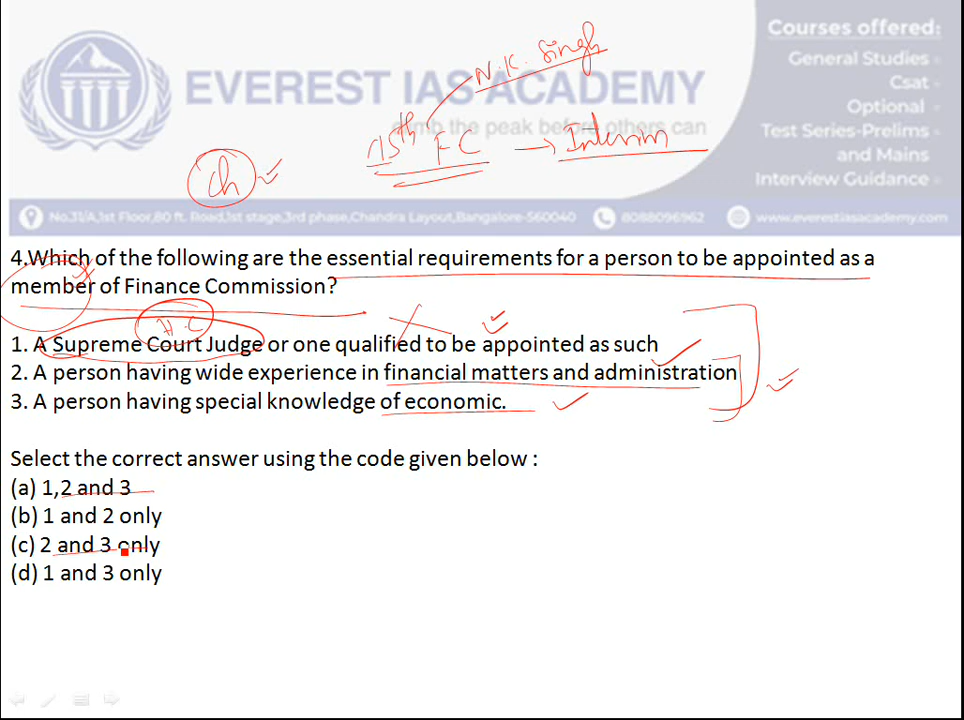 Courses offered:
General Studies -
Csat -
Optional -
Test Series-Prelims -
and Mains
Interview Guidance -
EVEREST IAS ACADEMY
climb the peak before others can
N.K. Singh
15th FC → Interim
Ch
No.31/A,1st Floor,80 ft. Road,1st stage,3rd phase,Chandra Layout,Bangalore-560040
8088096962
www.everestiasacademy.com
4.Which of the following are the essential requirements for a person to be appointed as a
member of Finance Commission?
H.C
1. A Supreme Court Judge or one qualified to be appointed as such
2. A person having wide experience in financial matters and administration
3. A person having special knowledge of economic.
Select the correct answer using the code given below :
(a) 1,2 and 3
(b) 1 and 2 only
(c) 2 and 3 only
(d) 1 and 3 only